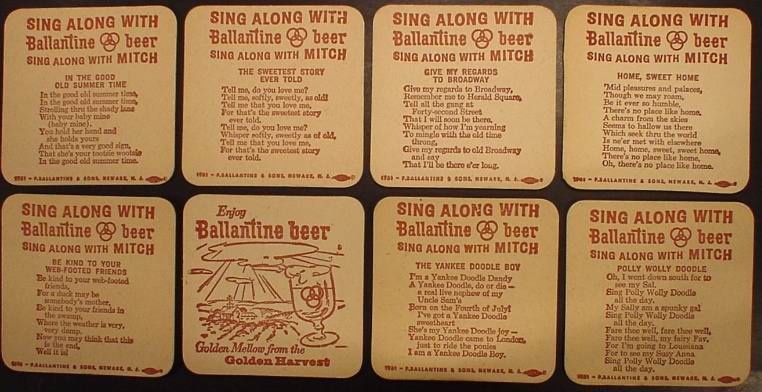 SING ALONG WITH
Ballantine beer
SING ALONG WITH MITCH
IN THE GOOD
OLD SUMMER TIME
In the good old summer time,
In the good old summer time,
Strolling thru the shady lane
With your baby mine
(baby mine).
You hold her hand and
she holds yours
And that's a very good sign,
That she's your tootsie wootsie
In the good old summer time.
1961 - P. BALLANTINE & SONS, NEWARK, N. J.
SING ALONG WITH
Ballantine beer
SING ALONG WITH MITCH
THE SWEETEST STORY
EVER TOLD
Tell me, do you love me?
Tell me, softly, sweetly, as old!
Tell me that you love me,
For that's the sweetest story
ever told.
Tell me, do you love me?
Whisper softly, sweetly as of old,
Tell me that you love me,
For that's the sweetest story
ever told.
1961 - P. BALLANTINE & SONS, NEWARK, N. J.
SING ALONG WITH
Ballantine beer
SING ALONG WITH MITCH
GIVE MY REGARDS
TO BROADWAY
Give my regards to Broadway,
Remember me to Herald Square,
Tell all the gang at
Forty-second Street
That I will soon be there,
Whisper of how I'm yearning
To mingle with the old time
throng,
Give my regards to old Broadway
and say
That I'll be there e'er long.
1961 - P. BALLANTINE & SONS, NEWARK, N. J.
SING ALONG WITH
Ballantine beer
SING ALONG WITH MITCH
HOME, SWEET HOME
'Mid pleasures and palaces,
Though we may roam,
Be it ever so humble,
There's no place like home.
A charm from the skies
Seems to hallow us there
Which seek thru the world
Is ne'er met with elsewhere
Home, home, sweet, sweet home,
There's no place like home,
Oh, there's no place like home.
1961 - P. BALLANTINE & SONS, NEWARK, N. J.
SING ALONG WITH
Ballantine beer
SING ALONG WITH MITCH
BE KIND TO YOUR
WEB-FOOTED FRIENDS
Be kind to your web-footed
friends,
For a duck may be
somebody's mother,
Be kind to your friends in
the swamp,
Where the weather is very,
very damp.
Now you may think that this
is the end,
Well it is!
1961 - P. BALLANTINE & SONS, NEWARK, N. J.
Enjoy
Ballantine beer
Golden Mellow from the
Golden Harvest
SING ALONG WITH
Ballantine beer
SING ALONG WITH MITCH
THE YANKEE DOODLE BOY
I'm a Yankee Doodle Dandy
A Yankee Doodle, do or die –
a real live nephew of my
Uncle Sam's
Born on the Fourth of July!
I've got a Yankee Doodle
sweetheart
She's my Yankee Doodle joy –
Yankee Doodle came to London,
just to ride the ponies
I am a Yankee Doodle Boy.
1961 - P. BALLANTINE & SONS, NEWARK, N. J.
SING ALONG WITH
Ballantine beer
SING ALONG WITH MITCH
POLLY WOLLY DOODLE
Oh, I went down south for to
see my Sal,
Sing Polly Wolly Doodle
all the day.
My Sally am a spunky gal
Sing Polly Wolly Doodle
all the day.
Fare thee well, fare thee well,
Fare thee well, my fairy Fay,
For I'm going to Louisiana
For to see my Susy Anna
Sing Polly Wolly Doodle
all the day.
1961 - P. BALLANTINE & SONS, NEWARK, N. J.